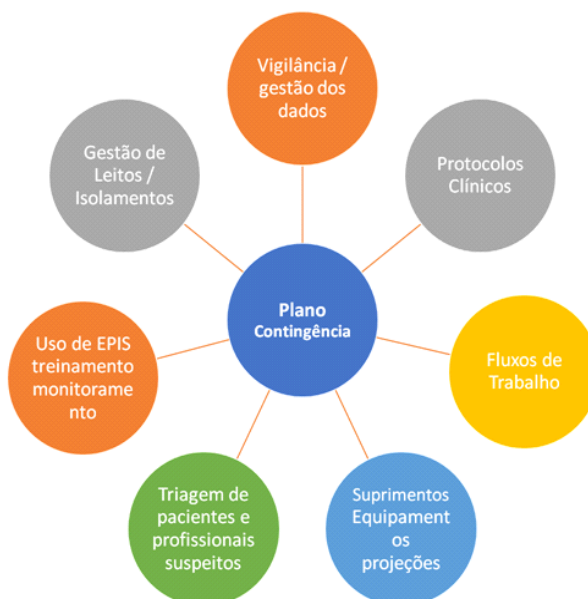 Vigilância /
gestão dos
dados
Protocolos
Clínicos
Fluxos de
Trabalho
Suprimentos
Equipament
os
projeções
Triagem de
pacientes e
profissionais
suspeitos
Uso de EPIS
treinamento
monitorame
nto
Gestão de
Leitos /
Isolamentos
Plano
Contingência